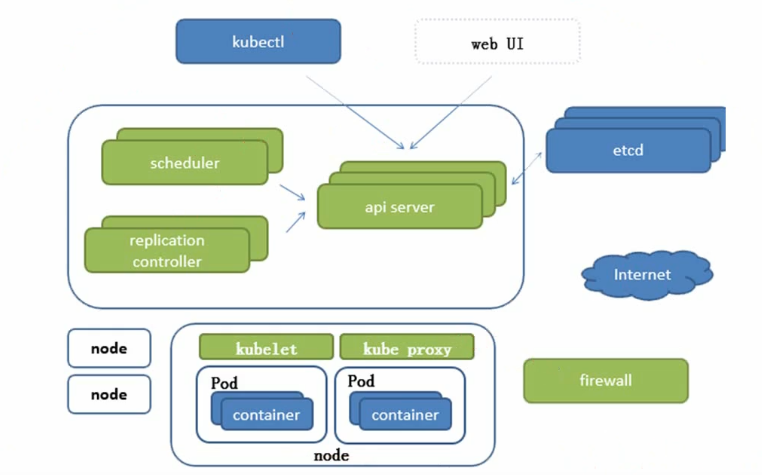 kubectl
web UI
scheduler
etcd
api server
replication
controller
Internet
node
node
kubelet
kube proxy
Pod
container
Pod
container
node
firewall